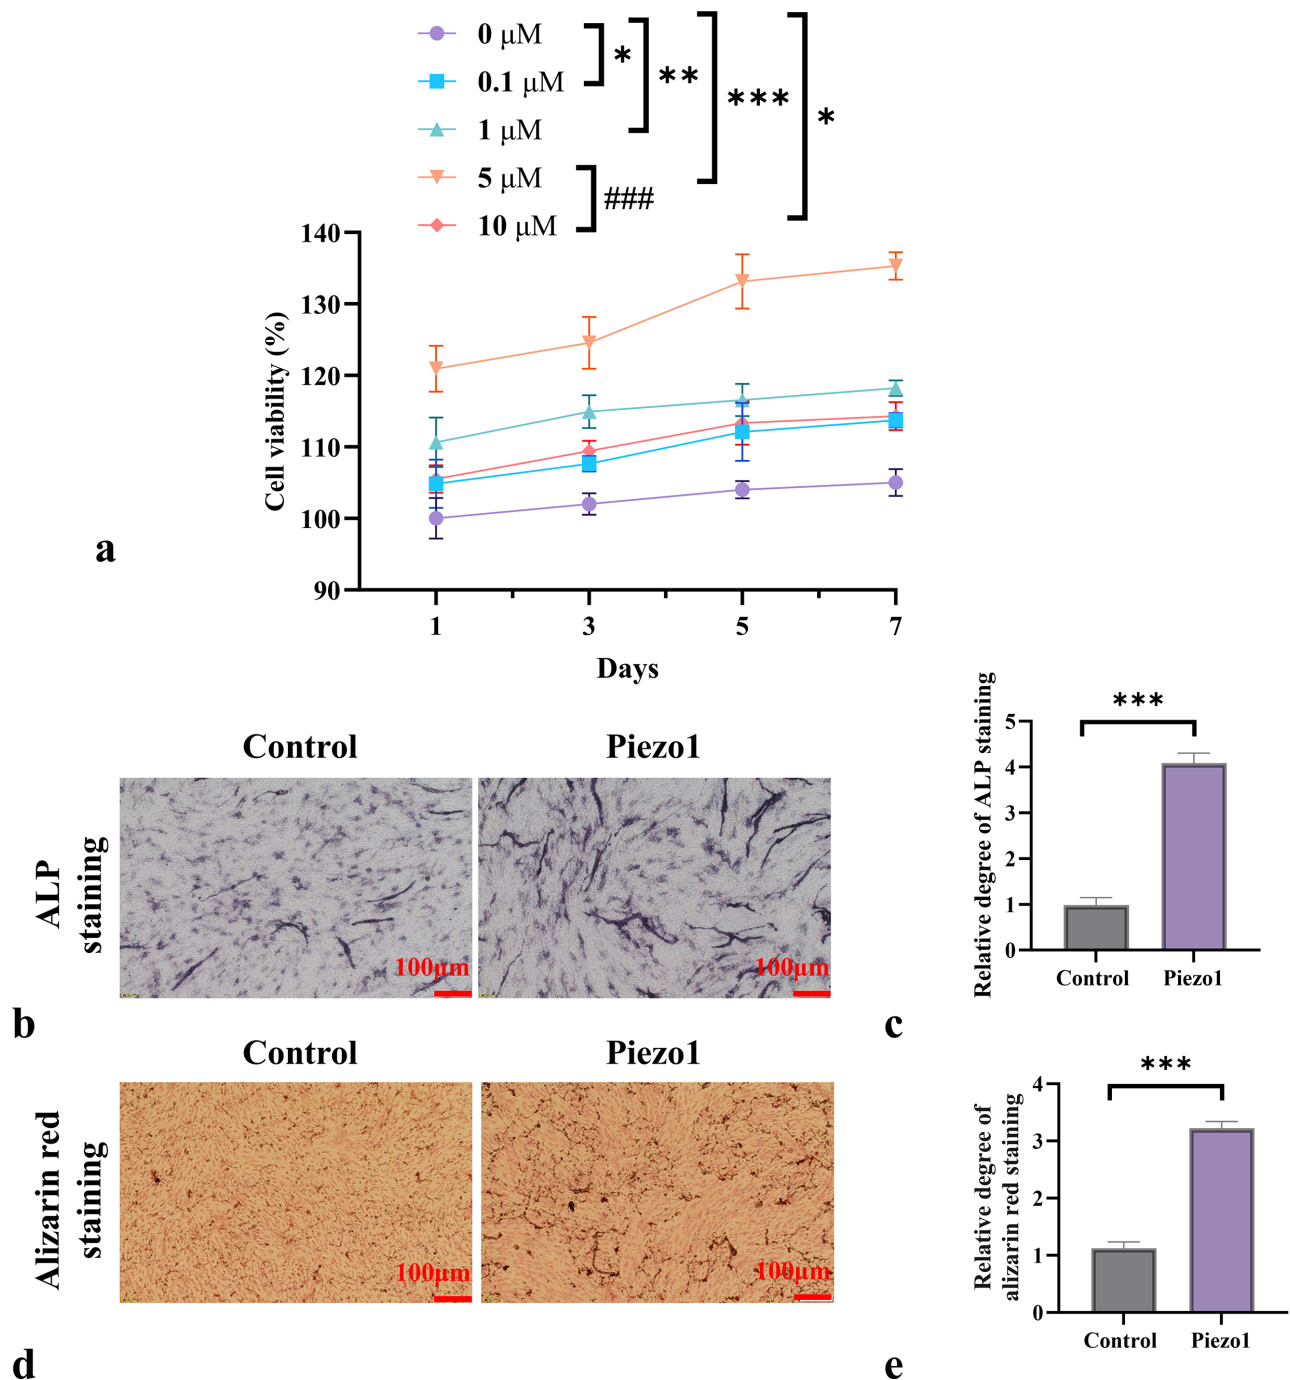 0 μM
0.1 μM
1 μM
5 μM
10 μM
*
**
***
*
###
140
130
120
110
100
90
Cell viability (%)
1 3 5 7
Days
a
Control Piezo1
ALP
staining
100μm 100μm
b
Relative degree of ALP staining
5
4
3
2
1
0
***
Control Piezo1
c
Control Piezo1
Alizarin red
staining
100μm 100μm
d
Relative degree of
alizarin red staining
4
3
2
1
0
***
Control Piezo1
e